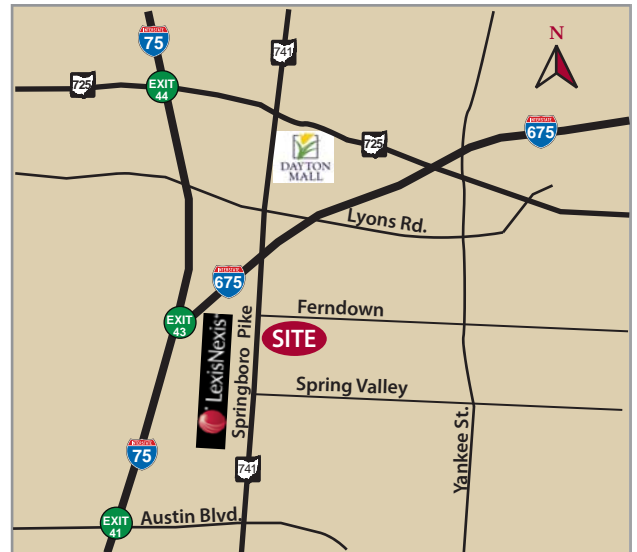 75
741
N
725
EXIT
44
675
DAYTON
MALL
725
Lyons Rd.
675
Ferndown
EXIT
43
SITE
LexisNexis®
Springboro Pike
Spring Valley
Yankee St.
75
741
Austin Blvd.
EXIT
41